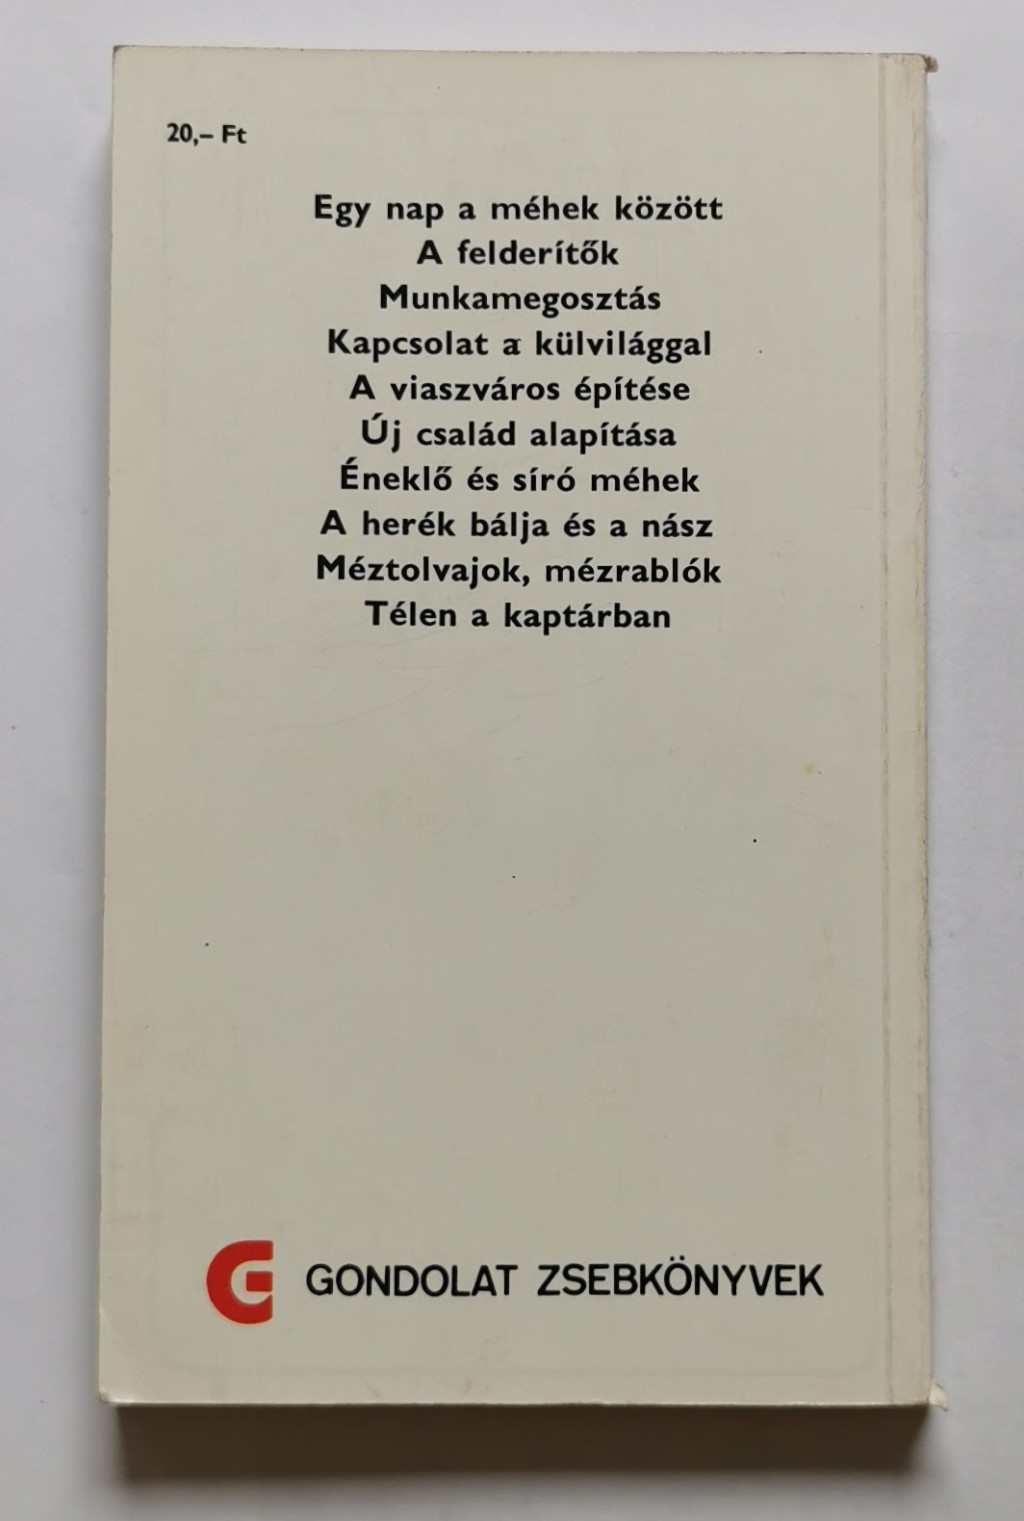 20,– Ft
Egy nap a méhek között
A felderítők
Munkamegosztás
Kapcsolat a külvilággal
A viaszváros építése
Új család alapítása
Éneklő és síró méhek
A herék bálja és a nász
Méztolvajok, mézrablók
Télen a kaptárban
GONDOLAT ZSEBKÖNYVEK